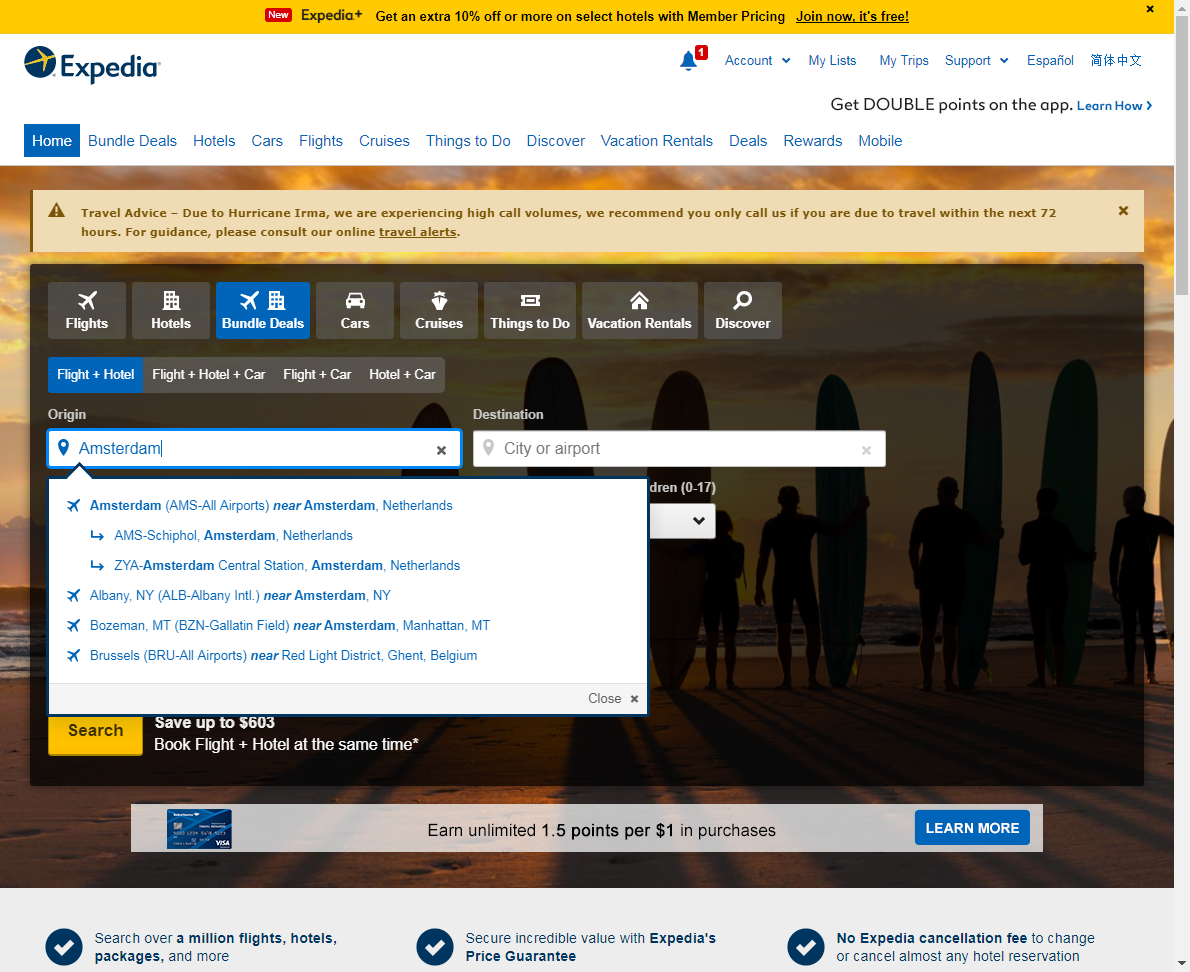 New Expedia+ Get an extra 10% off or more on select hotels with Member Pricing Join now, it's free!
Expedia
1 Account My Lists My Trips Support Español 简体中文
Get DOUBLE points on the app. Learn How
Home Bundle Deals Hotels Cars Flights Cruises Things to Do Discover Vacation Rentals Deals Rewards Mobile
Travel Advice – Due to Hurricane Irma, we are experiencing high call volumes, we recommend you only call us if you are due to travel within the next 72
hours. For guidance, please consult our online travel alerts.
Flights Hotels Bundle Deals Cars Cruises Things to Do Vacation Rentals Discover
Flight + Hotel Flight + Hotel + Car Flight + Car Hotel + Car
Origin Destination
Amsterdam City or airport
dren (0-17)
Amsterdam (AMS-All Airports) near Amsterdam, Netherlands
AMS-Schiphol, Amsterdam, Netherlands
ZYA-Amsterdam Central Station, Amsterdam, Netherlands
Albany, NY (ALB-Albany Intl.) near Amsterdam, NY
Bozeman, MT (BZN-Gallatin Field) near Amsterdam, Manhattan, MT
Brussels (BRU-All Airports) near Red Light District, Ghent, Belgium
Close
Search
Save up to $603
Book Flight + Hotel at the same time*
VISA
Earn unlimited 1.5 points per $1 in purchases
LEARN MORE
Search over a million flights, hotels,
packages, and more
Secure incredible value with Expedia's
Price Guarantee
No Expedia cancellation fee to change
or cancel almost any hotel reservation